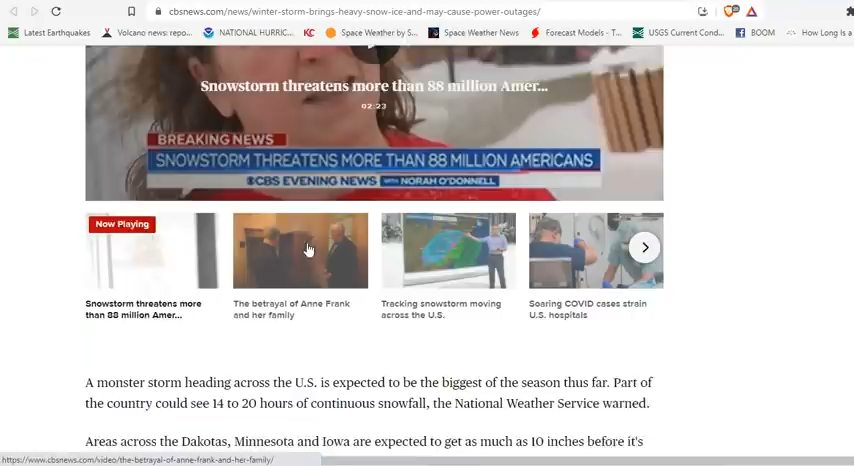 cbsnews.com/news/winter-storm-brings-heavy-snow-ice-and-may-cause-power-outages/
Latest Earthquakes
Volcano news: repo...
NATIONAL HURRIC...
KC
Space Weather by S...
Space Weather News
Forecast Models - T...
USGS Current Cond...
BOOM
How Long Is a
Snowstorm threatens more than 88 million Amer...
02:23
BREAKING NEWS
SNOWSTORM THREATENS MORE THAN 88 MILLION AMERICANS
CBS EVENING NEWS WITH NORAH O'DONNELL
Now Playing
Snowstorm threatens more
than 88 million Amer...
The betrayal of Anne Frank
and her family
Tracking snowstorm moving
across the U.S.
Soaring COVID cases strain
U.S. hospitals
A monster storm heading across the U.S. is expected to be the biggest of the season thus far. Part of
the country could see 14 to 20 hours of continuous snowfall, the National Weather Service warned.
Areas across the Dakotas, Minnesota and Iowa are expected to get as much as 10 inches before it's
https://www.cbsnews.com/video/the-betrayal-of-anne-frank-and-her-family/